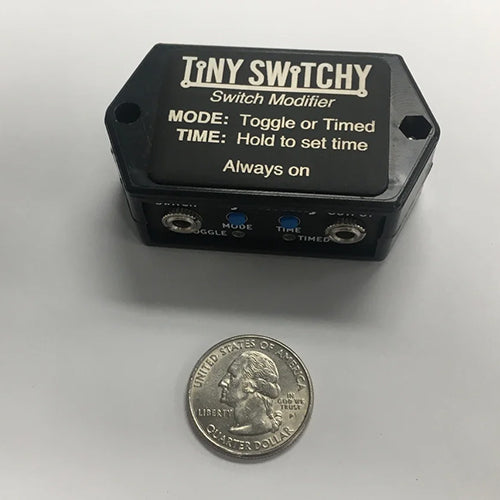 TiNY SWiTCHY
Switch Modifier
MODE: Toggle or Timed
TIME: Hold to set time
Always on
MODE
TIME
TIMED
UNITED STATES OF AMERICA
LIBERTY
IN
GOD WE
TRUST
P
QUARTER DOLLAR